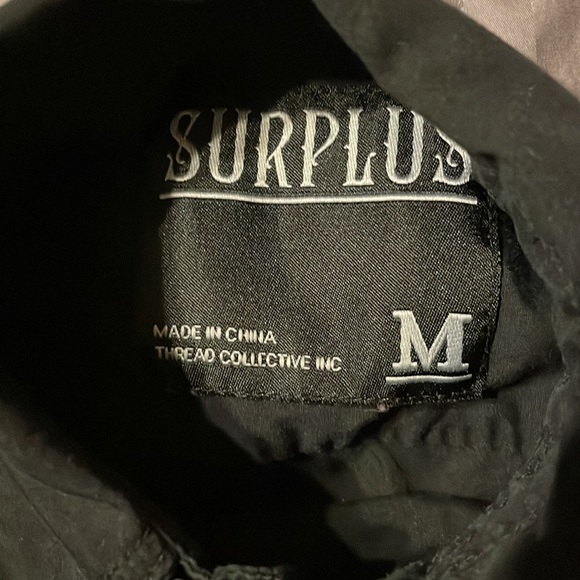 SURPLUS
MADE IN CHINA
THREAD COLLECTIVE INC
M